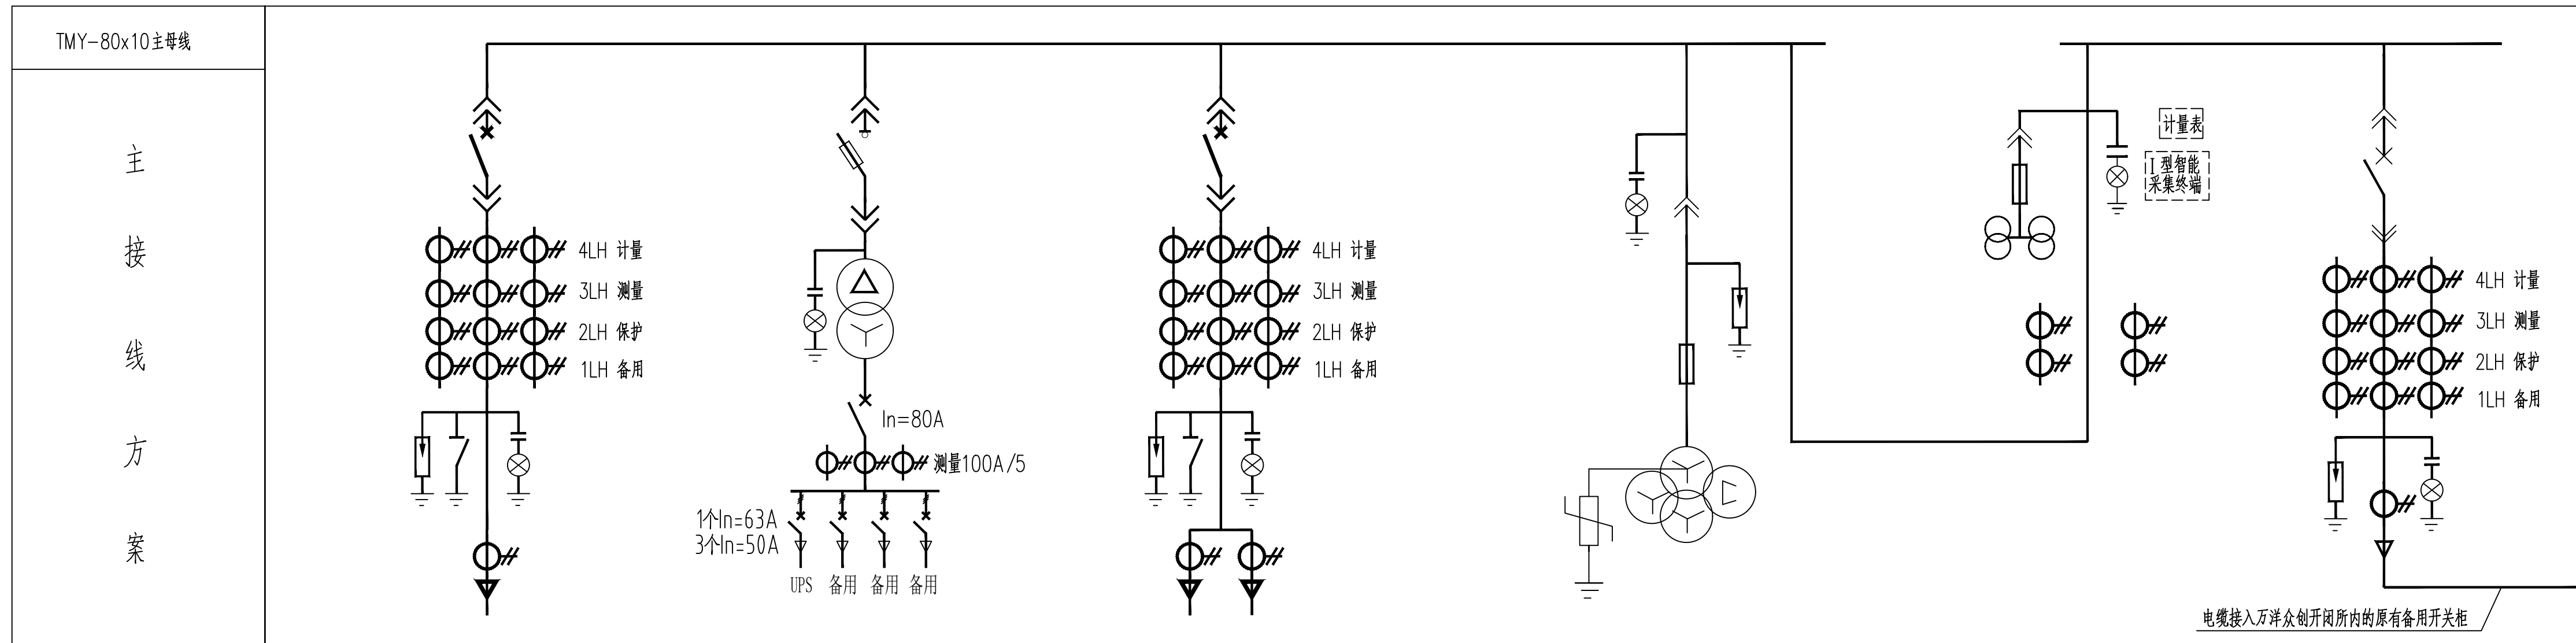 TMY-80x10主母线
主
接
线
方
案
4LH 计量
3LH 测量
2LH 保护
1LH 备用
In=80A
测量100A/5
1个In=63A
3个In=50A
UPS 备用 备用 备用
4LH 计量
3LH 测量
2LH 保护
1LH 备用
计量表
I型智能
采集终端
4LH 计量
3LH 测量
2LH 保护
1LH 备用
电缆接入万洋众创开闭所内的原有备用开关柜